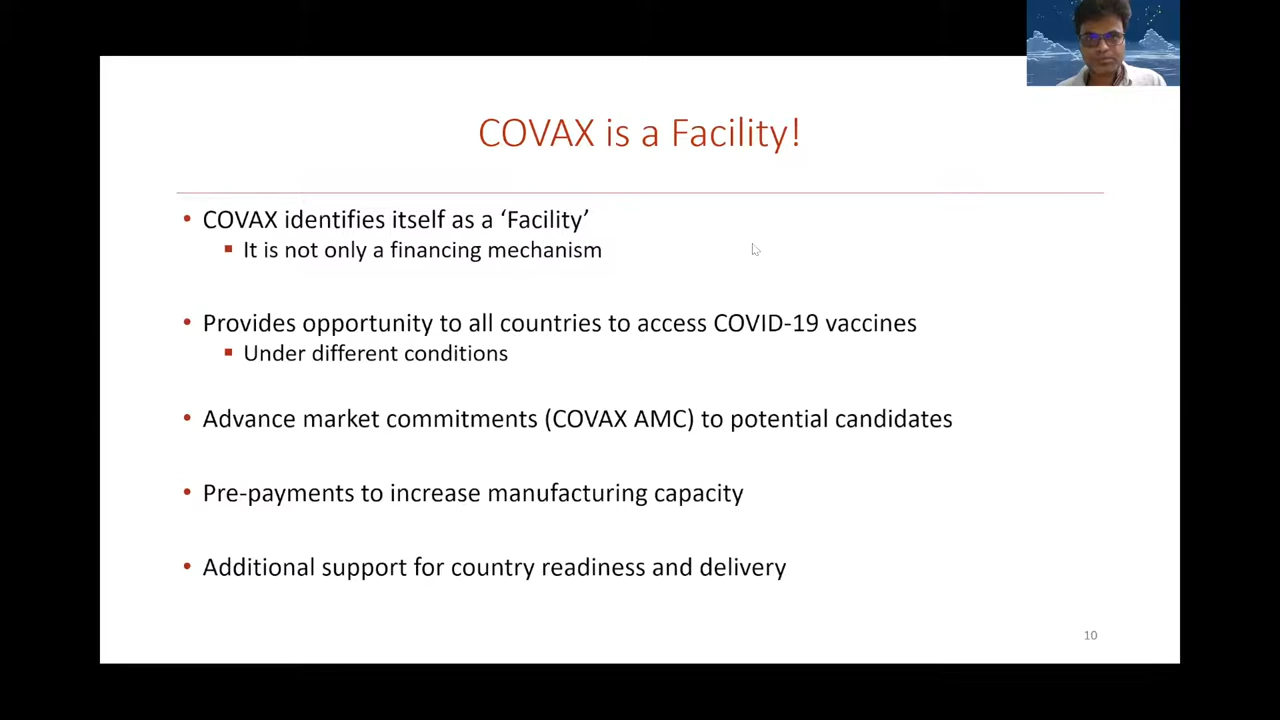 COVAX is a Facility!
• COVAX identifies itself as a ‘Facility’
▪ It is not only a financing mechanism
• Provides opportunity to all countries to access COVID-19 vaccines
▪ Under different conditions
• Advance market commitments (COVAX AMC) to potential candidates
• Pre-payments to increase manufacturing capacity
• Additional support for country readiness and delivery
10